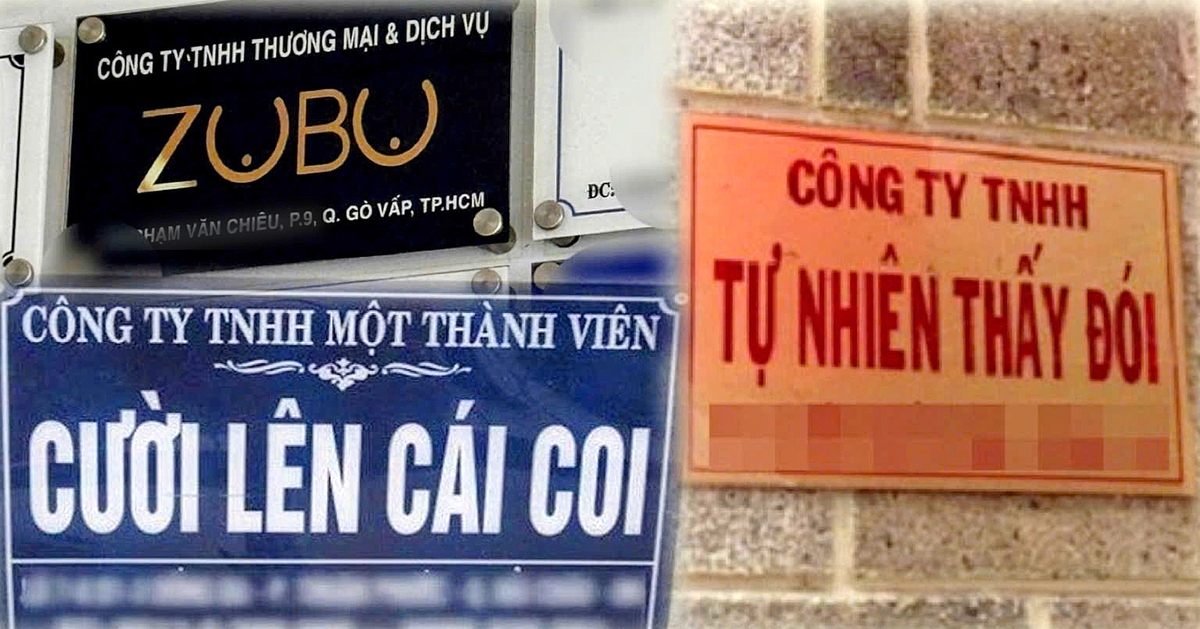 CÔNG TY TNHH THƯƠNG MẠI & DỊCH VỤ
ZUBU
PHẠM VĂN CHIÊU, P.9, Q. GÒ VẤP, TP.HCM
ĐC:
CÔNG TY TNHH MỘT THÀNH VIÊN
CƯỜI LÊN CÁI COI
CÔNG TY TNHH
TỰ NHIÊN THẤY ĐÓI